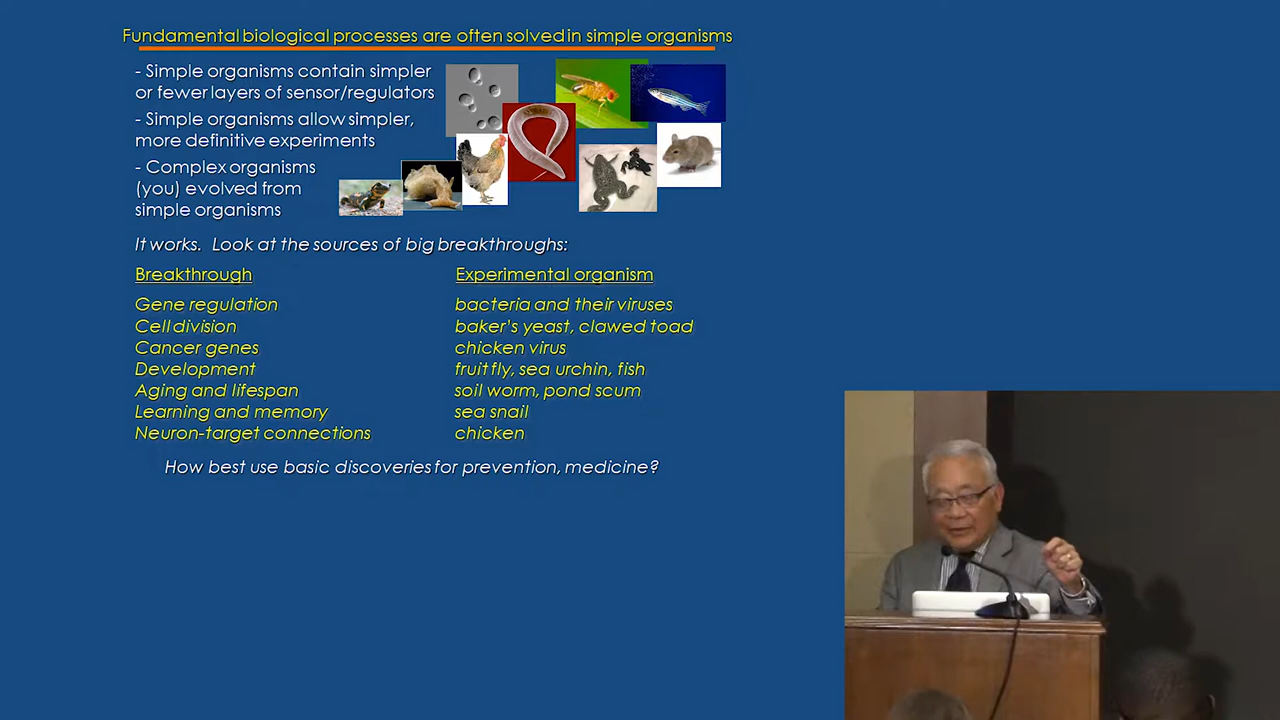 Fundamental biological processes are often solved in simple organisms
- Simple organisms contain simpler
or fewer layers of sensor/regulators
- Simple organisms allow simpler,
more definitive experiments
- Complex organisms
(you) evolved from
simple organisms
It works. Look at the sources of big breakthroughs:
Breakthrough Experimental organism
Gene regulation bacteria and their viruses
Cell division baker's yeast, clawed toad
Cancer genes chicken virus
Development fruit fly, sea urchin, fish
Aging and lifespan soil worm, pond scum
Learning and memory sea snail
Neuron-target connections chicken
How best use basic discoveries for prevention, medicine?